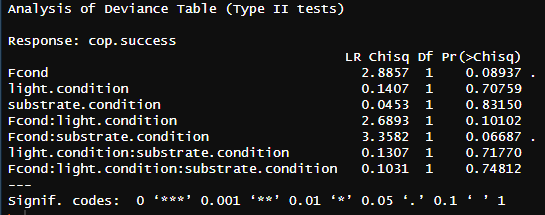 Analysis of Deviance Table (Type II tests)
Response: cop.success
LR Chisq Df Pr(>Chisq)
Fcond 2.8857 1 0.08937 .
light.condition 0.1407 1 0.70759
substrate.condition 0.0453 1 0.83150
Fcond:light.condition 2.6893 1 0.10102
Fcond:substrate.condition 3.3582 1 0.06687 .
light.condition:substrate.condition 0.1307 1 0.71770
Fcond:light.condition:substrate.condition 0.1031 1 0.74812
---
Signif. codes: 0 ‘***’ 0.001 ‘**’ 0.01 ‘*’ 0.05 ‘.’ 0.1 ‘ ’ 1